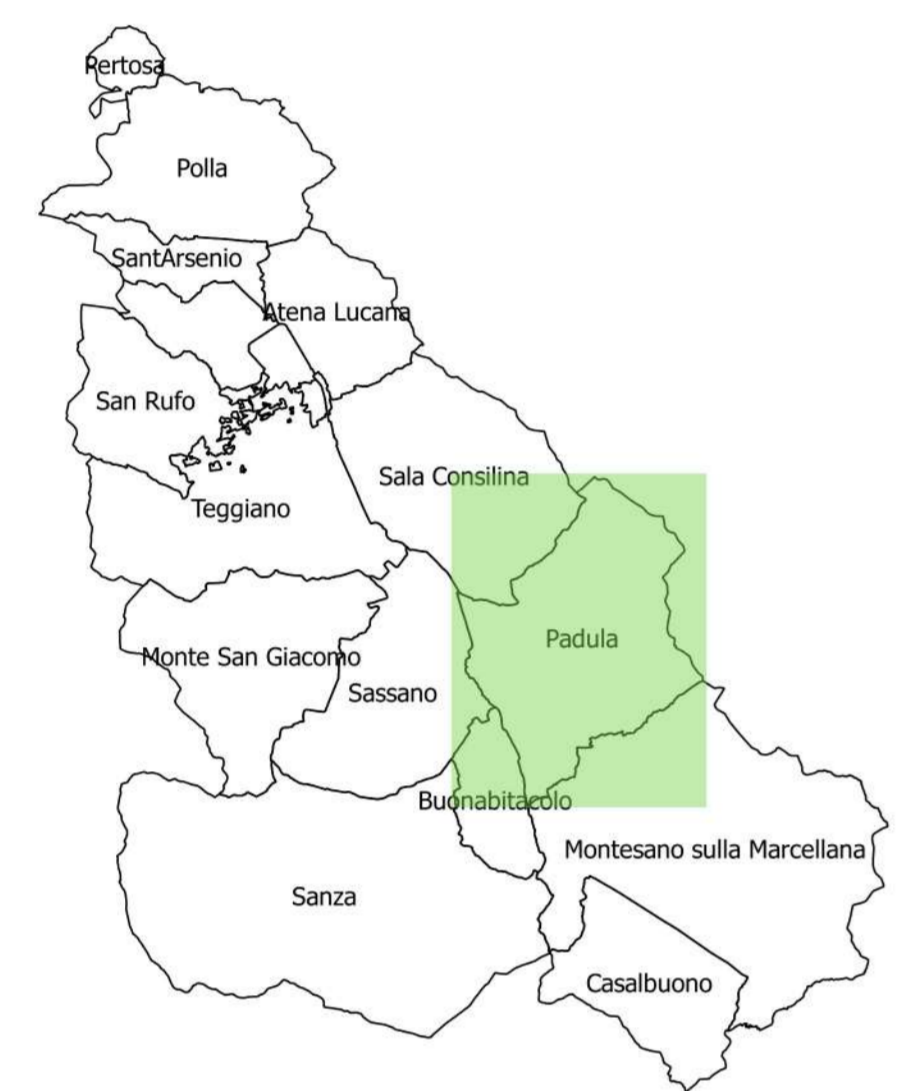 Pertosa
Polla
SantArsenio
Atena Lucana
San Rufo
Sala Consilina
Teggiano
Padula
Monte San Giacomo
Sassano
Buonabitacolo
Montesano sulla Marcellana
Sanza
Casalbuono